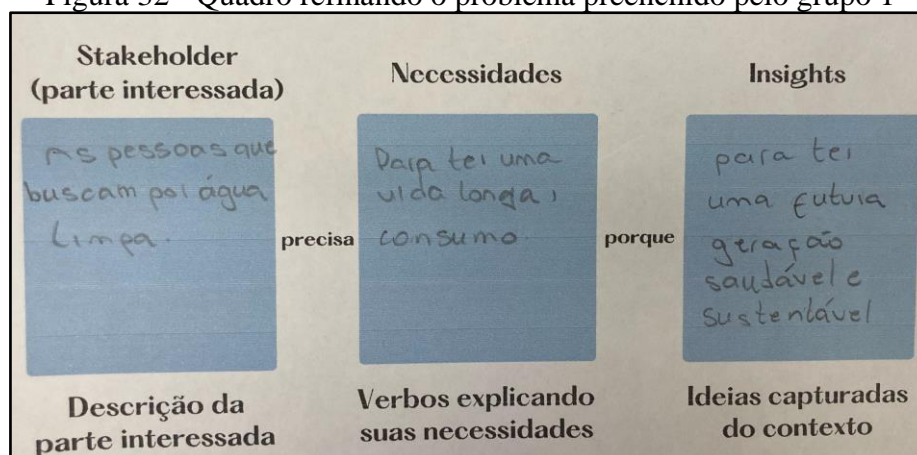 Figura 32 - Quadro refinando o problema preenchido pelo grupo 1
Stakeholder
(parte interessada)
As pessoas que
buscam por água
Limpa.
precisa
Necessidades
Para ter uma
vida longa,
consumo.
porque
Insights
para ter
uma futura
geração
saudável e
sustentável
Descrição da
parte interessada
Verbos explicando
suas necessidades
Ideias capturadas
do contexto